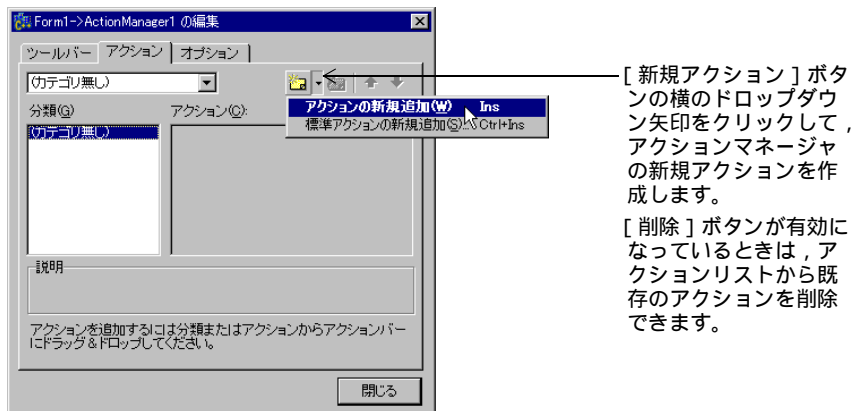 Form1->ActionManager1 の編集
ツールバー アクション オプション
(カテゴリ無し)
分類(G) アクション(C):
アクションの新規追加(W) Ins
標準アクションの新規追加(S)... Ctrl+Ins
(カテゴリ無し)
説明
アクションを追加するには分類またはアクションからアクションバー
にドラッグ&ドロップしてください。
閉じる
[ 新規アクション ] ボタ
ンの横のドロップダウ
ン矢印をクリックして ,
アクションマネージャ
の新規アクションを作
成します。
[ 削除 ] ボタンが有効に
なっているときは , ア
クションリストから既
存のアクションを削除
できます。